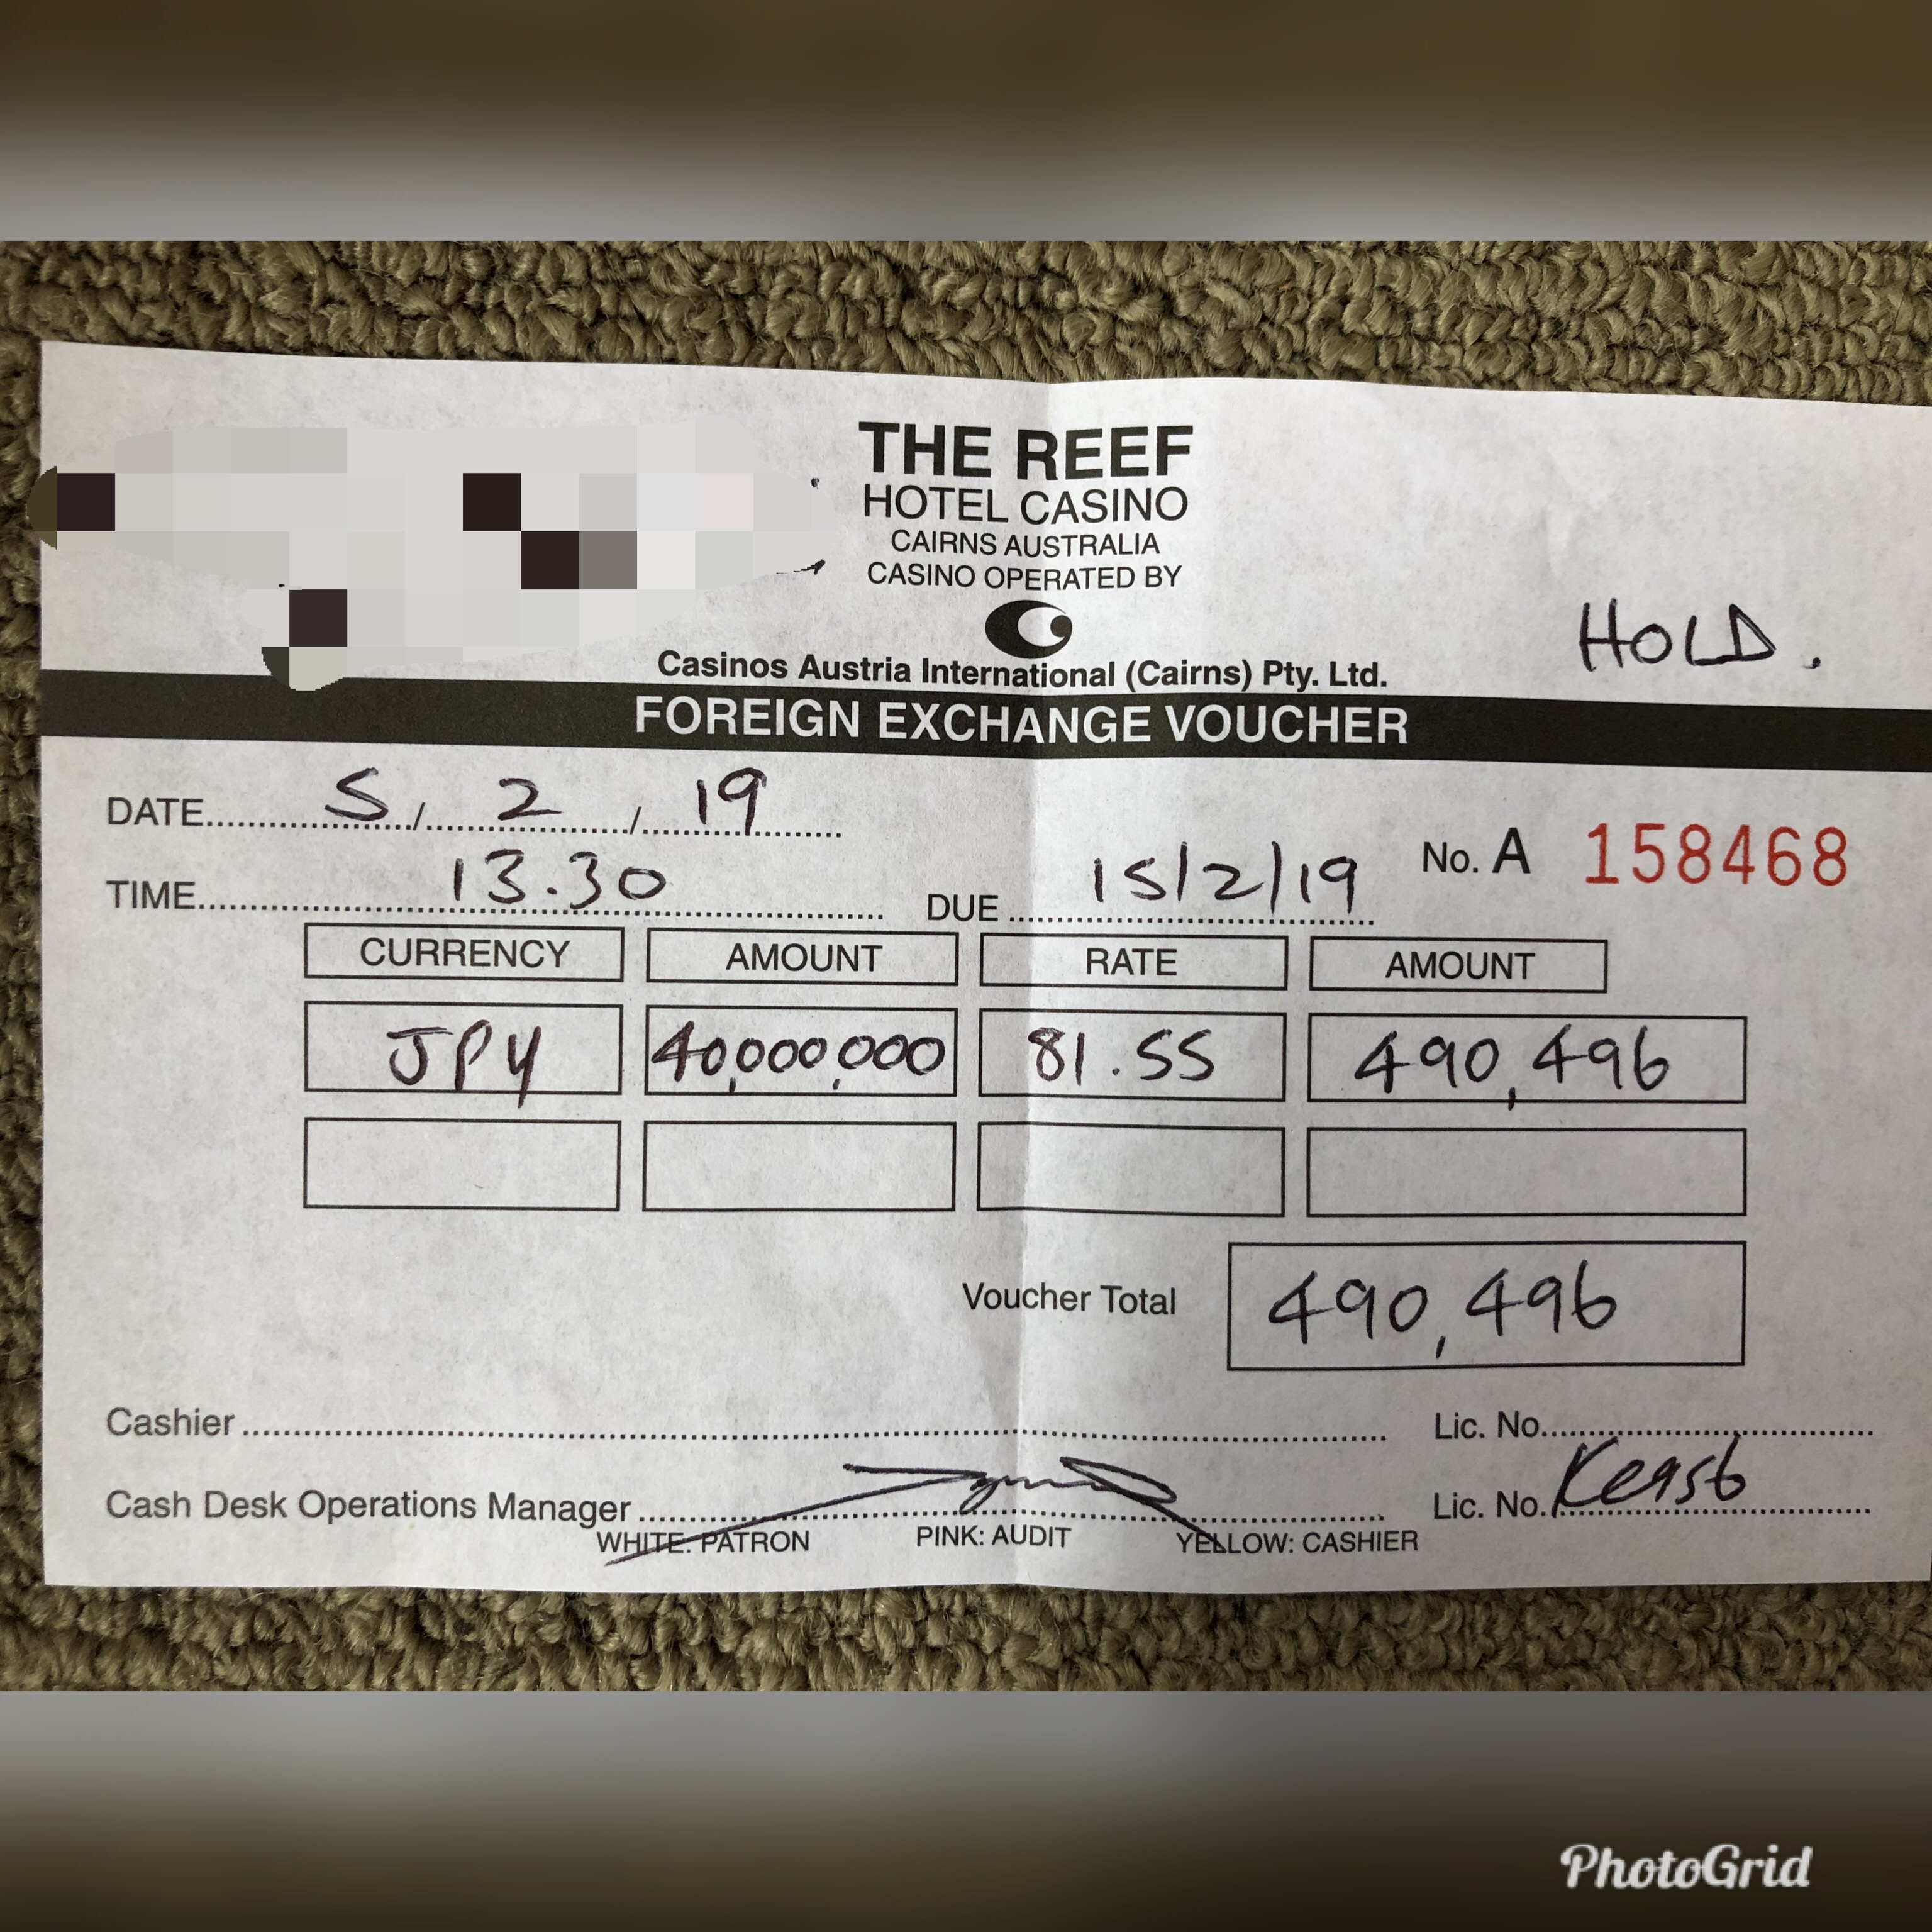 THE REEF
HOTEL CASINO
CAIRNS AUSTRALIA
CASINO OPERATED BY
Casinos Austria International (Cairns) Pty. Ltd.
HOLD.
FOREIGN EXCHANGE VOUCHER
DATE 5 / 2 / 19
No. A 158468
TIME 13.30 DUE 15/2/19
CURRENCY AMOUNT RATE AMOUNT
JPY 40,000,000 81.55 490,496
Voucher Total 490,496
Cashier Lic. No.
Cash Desk Operations Manager Lic. No.
WHITE: PATRON PINK: AUDIT YELLOW: CASHIER
PhotoGrid